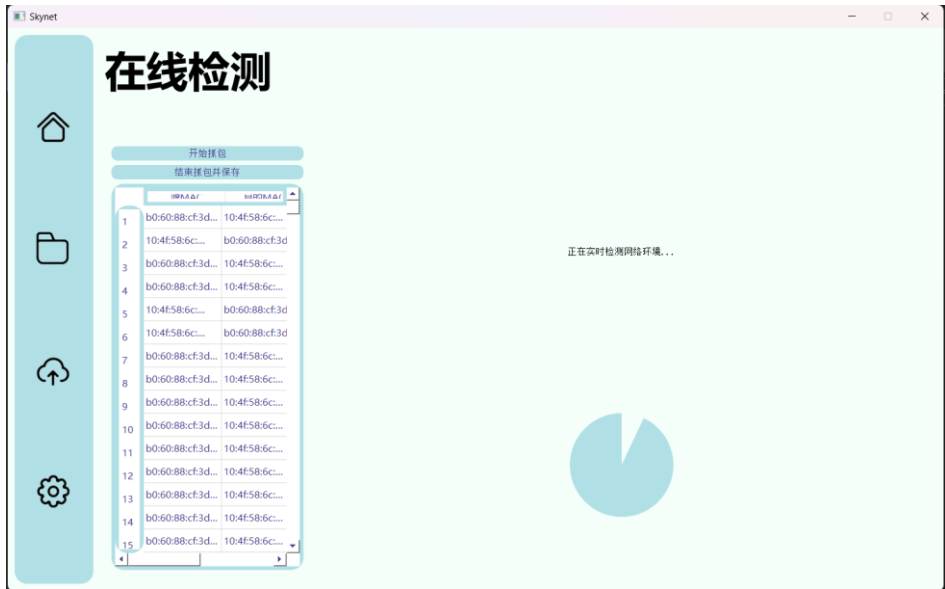 Skynet
在线检测
开始抓包
结束抓包并保存
源MAC 目的MAC
1 b0:60:88:cf:3d... 10:4f:58:6c:...
2 10:4f:58:6c:... b0:60:88:cf:3d
3 b0:60:88:cf:3d... 10:4f:58:6c:...
4 b0:60:88:cf:3d... 10:4f:58:6c:...
5 10:4f:58:6c:... b0:60:88:cf:3d
6 10:4f:58:6c:... b0:60:88:cf:3d
7 b0:60:88:cf:3d... 10:4f:58:6c:...
8 b0:60:88:cf:3d... 10:4f:58:6c:...
9 b0:60:88:cf:3d... 10:4f:58:6c:...
10 b0:60:88:cf:3d... 10:4f:58:6c:...
11 b0:60:88:cf:3d... 10:4f:58:6c:...
12 b0:60:88:cf:3d... 10:4f:58:6c:...
13 b0:60:88:cf:3d... 10:4f:58:6c:...
14 b0:60:88:cf:3d... 10:4f:58:6c:...
15 b0:60:88:cf:3d... 10:4f:58:6c:...
正在实时检测网络环境...